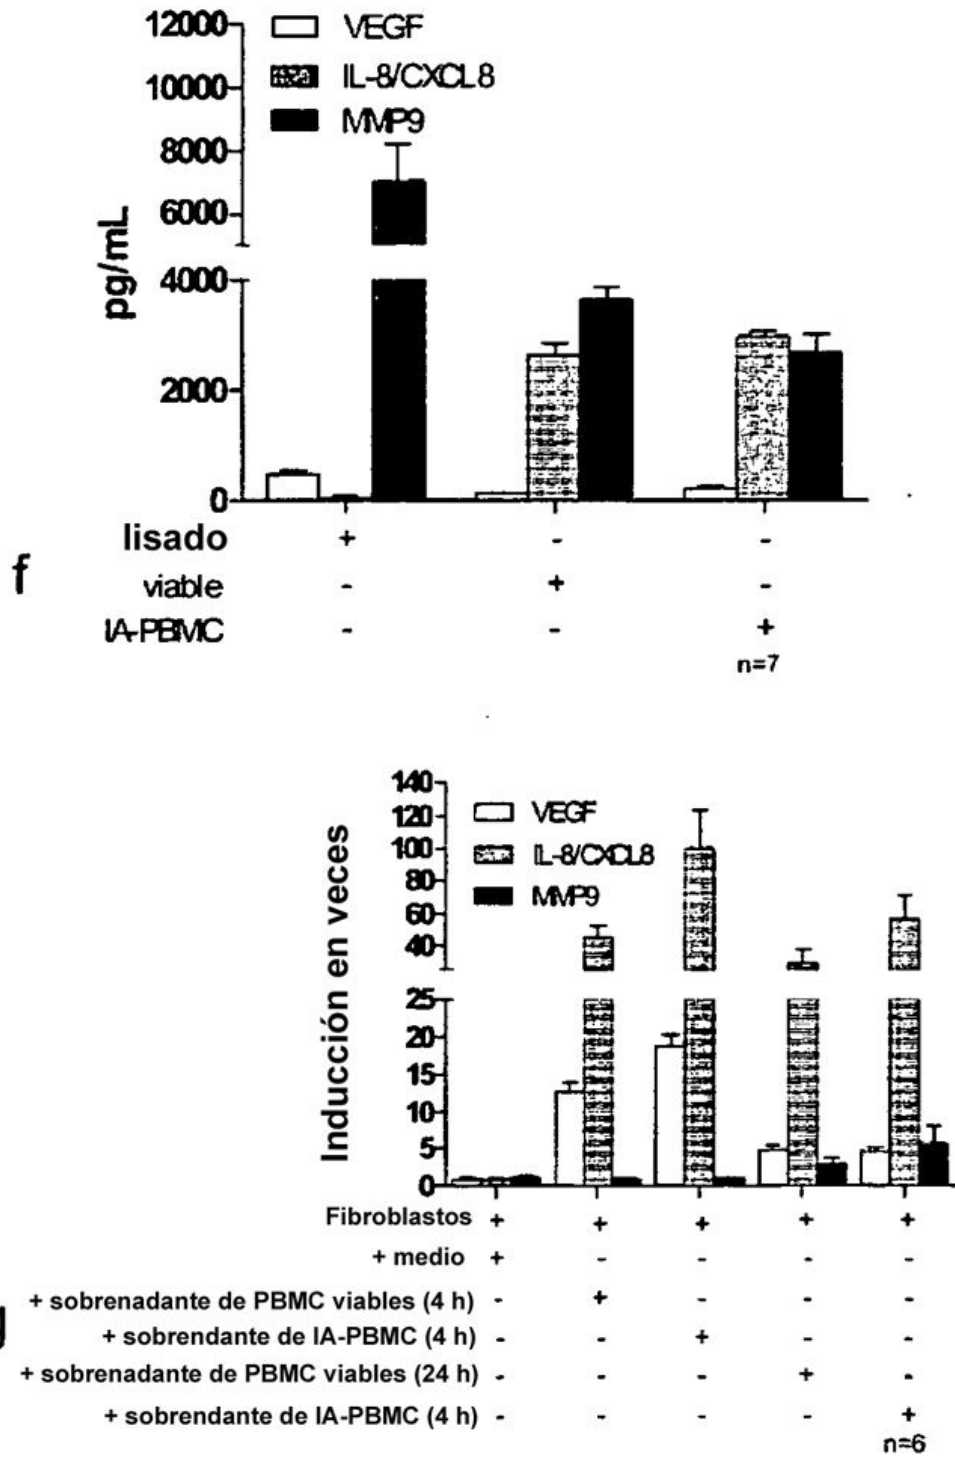 12000
10000
8000
6000
4000
2000
0
pg/mL
VEGF
IL-8/CXCL8
MMP9
lisado + - -
viable - + -
IA-PBMC - - +
n=7
f
140
120
100
80
60
40
25
20
15
10
5
0
Inducción en veces
VEGF
IL-8/CXCL8
MMP9
Fibroblastos + + + + +
+ medio + - - - -
+ sobrenadante de PBMC viables (4 h) - + - - -
+ sobrendante de IA-PBMC (4 h) - - + - -
+ sobrenadante de PBMC viables (24 h) - - - + -
+ sobrendante de IA-PBMC (4 h) - - - - +
n=6